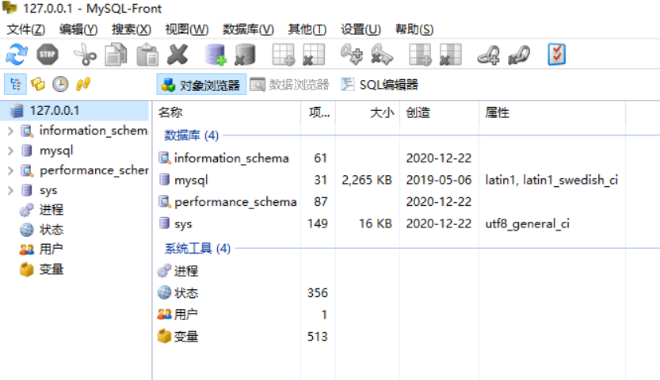 127.0.0.1 - MySQL-Front
文件(Z) 编辑(Y) 搜索(X) 视图(W) 数据库(V) 其他(T) 设置(U) 帮助(S)
STOP
对象浏览器 数据浏览器 SQL编辑器
127.0.0.1
information_schem
mysql
performance_scher
sys
进程
状态
用户
变量
名称 项... 大小 创造 属性
数据库 (4)
information_schema 61 2020-12-22
mysql 31 2,265 KB 2019-05-06 latin1, latin1_swedish_ci
performance_schema 87 2020-12-22
sys 149 16 KB 2020-12-22 utf8_general_ci
系统工具 (4)
进程
状态 356
用户 1
变量 513